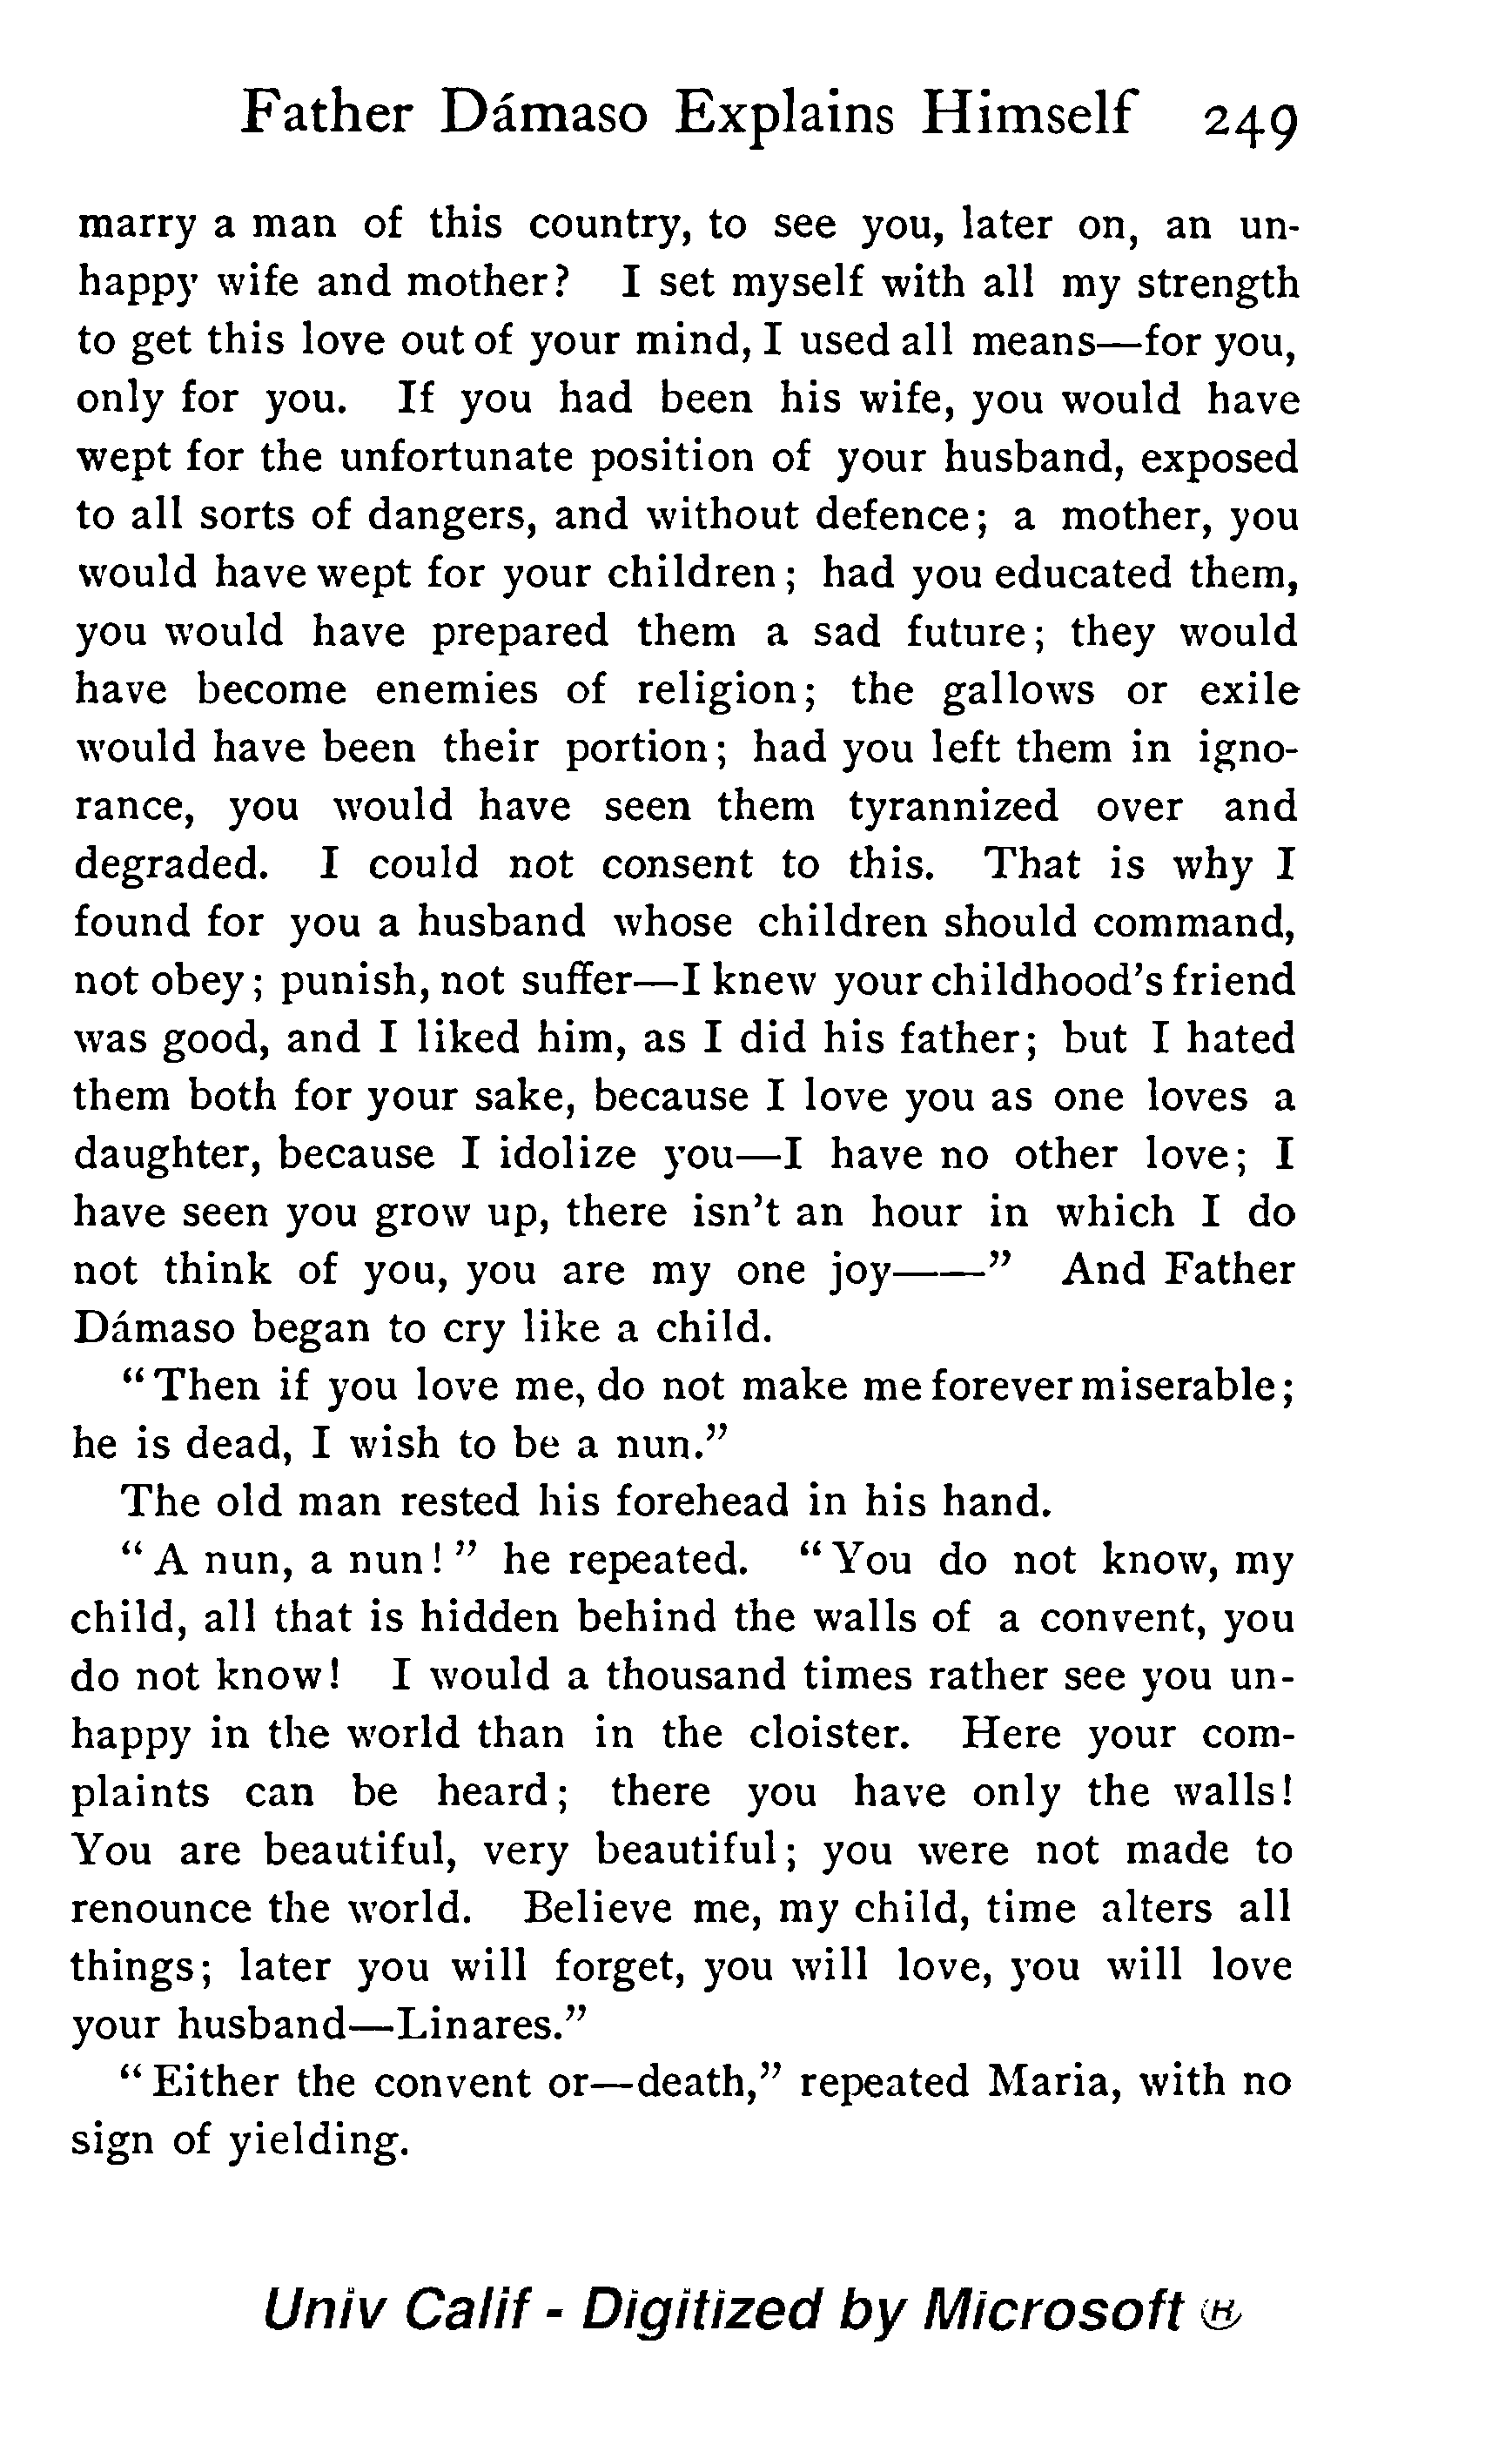 Father Dámaso Explains Himself 249
marry a man of this country, to see you, later on, an un-
happy wife and mother? I set myself with all my strength
to get this love out of your mind, I used all means—for you,
only for you. If you had been his wife, you would have
wept for the unfortunate position of your husband, exposed
to all sorts of dangers, and without defence; a mother, you
would have wept for your children; had you educated them,
you would have prepared them a sad future; they would
have become enemies of religion; the gallows or exile
would have been their portion; had you left them in igno-
rance, you would have seen them tyrannized over and
degraded. I could not consent to this. That is why I
found for you a husband whose children should command,
not obey; punish, not suffer—I knew your childhood's friend
was good, and I liked him, as I did his father; but I hated
them both for your sake, because I love you as one loves a
daughter, because I idolize you—I have no other love; I
have seen you grow up, there isn't an hour in which I do
not think of you, you are my one joy——" And Father
Dámaso began to cry like a child.
"Then if you love me, do not make me forever miserable;
he is dead, I wish to be a nun."
The old man rested his forehead in his hand.
"A nun, a nun!" he repeated. "You do not know, my
child, all that is hidden behind the walls of a convent, you
do not know! I would a thousand times rather see you un-
happy in the world than in the cloister. Here your com-
plaints can be heard; there you have only the walls!
You are beautiful, very beautiful; you were not made to
renounce the world. Believe me, my child, time alters all
things; later you will forget, you will love, you will love
your husband—Linares."
"Either the convent or—death," repeated Maria, with no
sign of yielding.
Univ Calif - Digitized by Microsoft ®